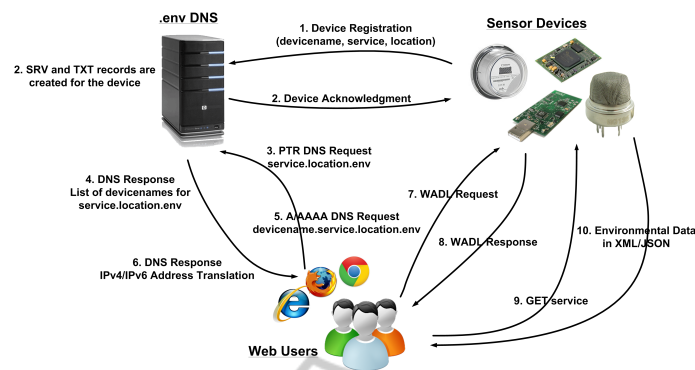 .env DNS
Sensor Devices
1. Device Registration
(devicename, service, location)
2. SRV and TXT records are
created for the device
2. Device Acknowledgment
3. PTR DNS Request
service.location.env
4. DNS Response
List of devicenames for
service.location.env
5. A/AAAA DNS Request
devicename.service.location.env
6. DNS Response
IPv4/IPv6 Address Translation
7. WADL Request
8. WADL Response
9. GET service
10. Environmental Data
in XML/JSON
Web Users